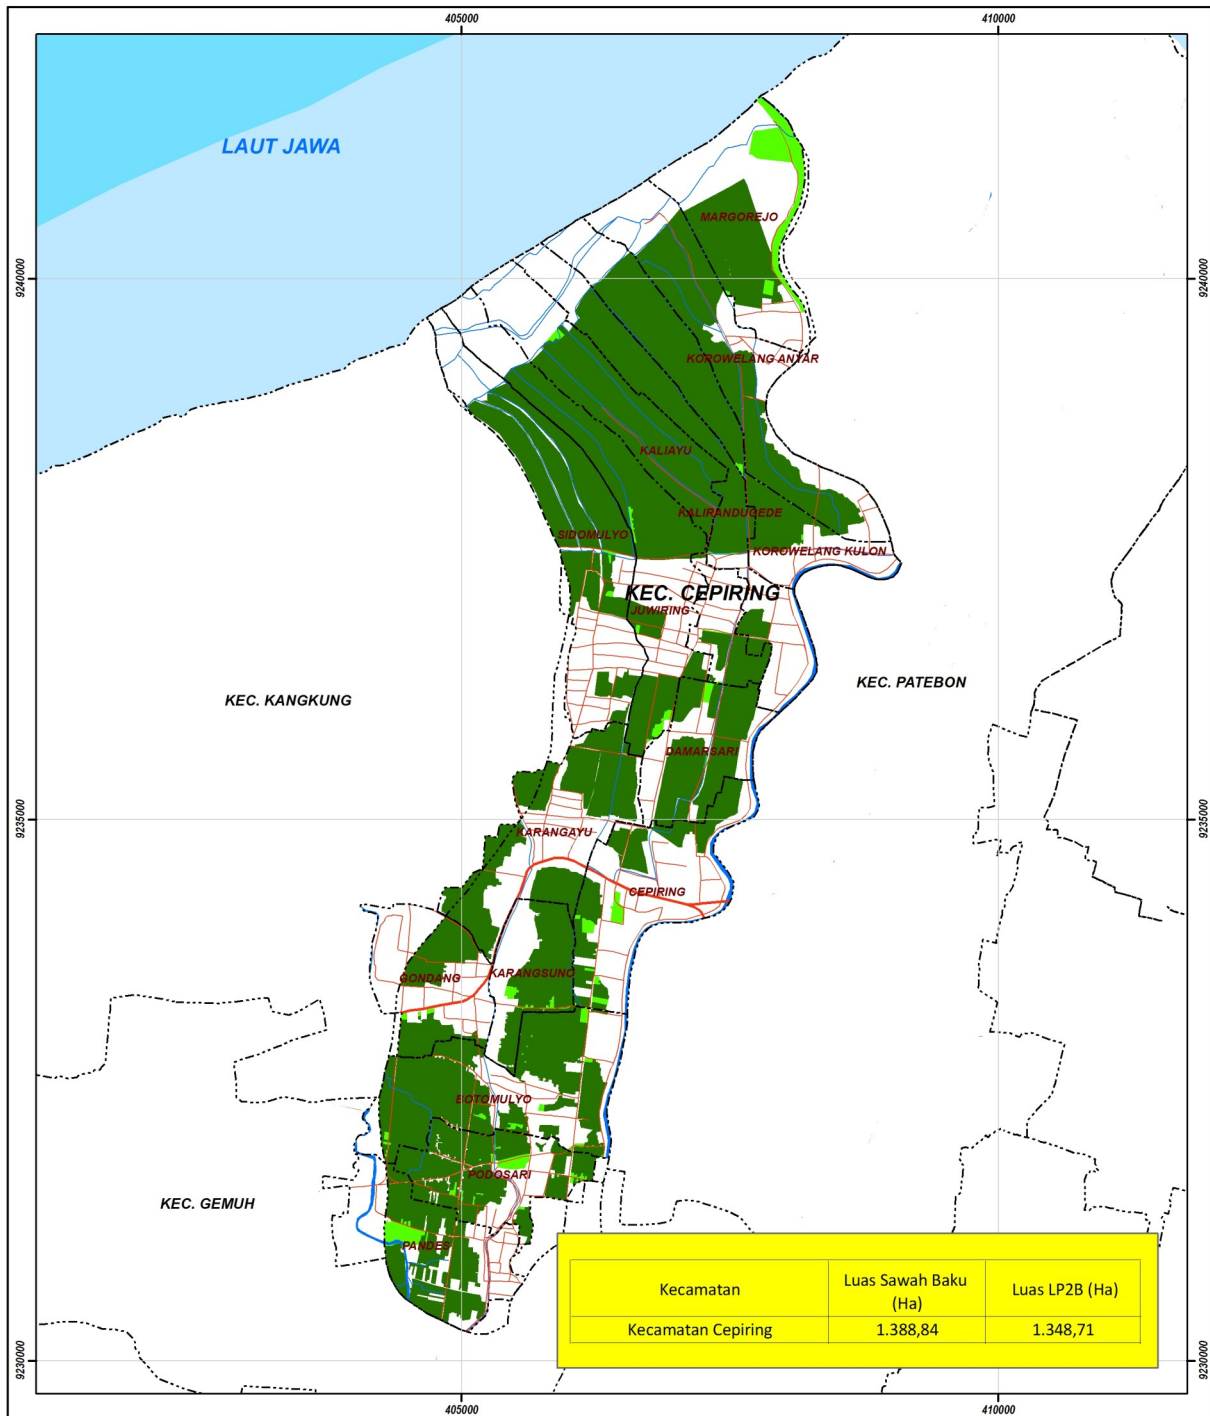 405000
410000
LAUT JAWA
MARGOREJO
9240000
9240000
KOROWELANG ANYAR
KALIAYU
KALIRANDUGEDE
SIDOMULYO
KOROWELANG KULON
KEC. CEPIRING
JUWIRING
KEC. PATEBON
KEC. KANGKUNG
DAMARSARI
9235000
9235000
KARANGAYU
CEPIRING
GONDANG
KARANGSUNO
BOTOMULYO
PODOSARI
KEC. GEMUH
PANDES
Kecamatan
Luas Sawah Baku (Ha)
Luas LP2B (Ha)
Kecamatan Cepiring
1.388,84
1.348,71
9230000
9230000
405000
410000